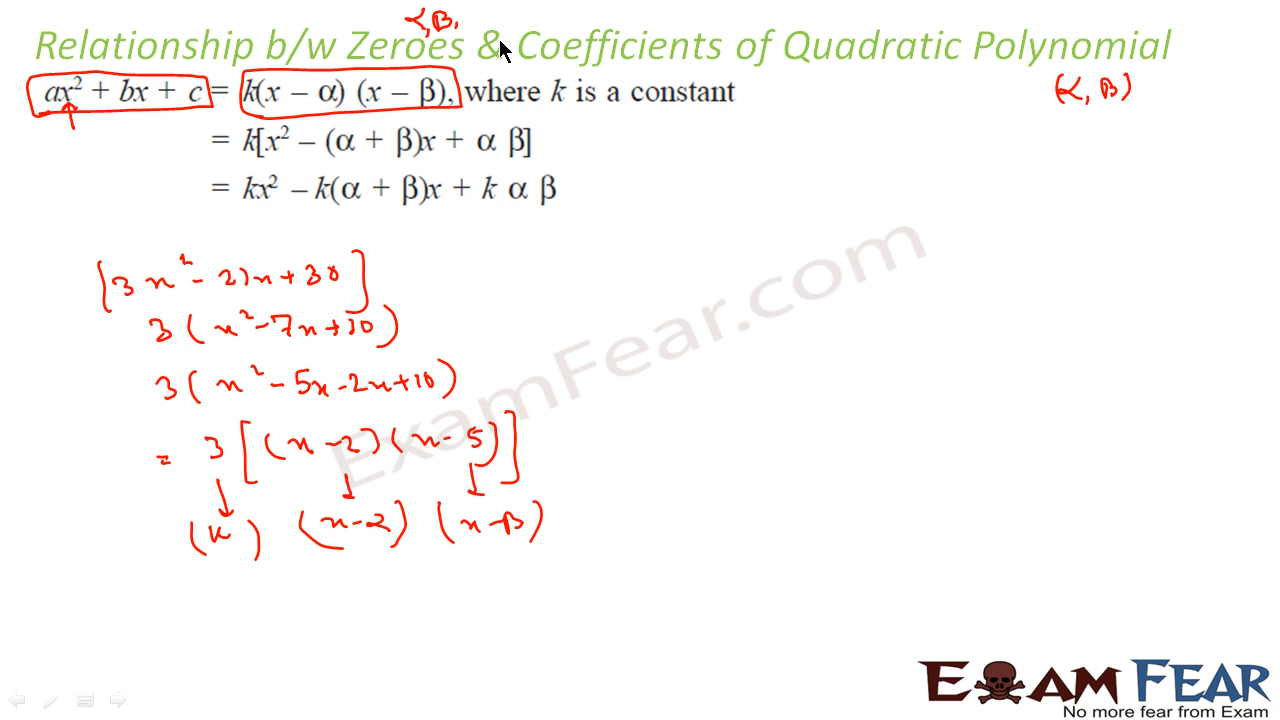 α, β,
Relationship b/w Zeroes & Coefficients of Quadratic Polynomial
ax² + bx + c = k(x – α) (x – β), where k is a constant
(α, β)
= k[x² – (α + β)x + α β]
= kx² – k(α + β)x + k α β
[3x² - 21x + 30]
3(x² - 7x + 10)
3(x² - 5x - 2x + 10)
= 3[(x - 2)(x - 5)]
(k) (x - α) (x - β)
ExamFear.com
EXAM FEAR
No more fear from Exam